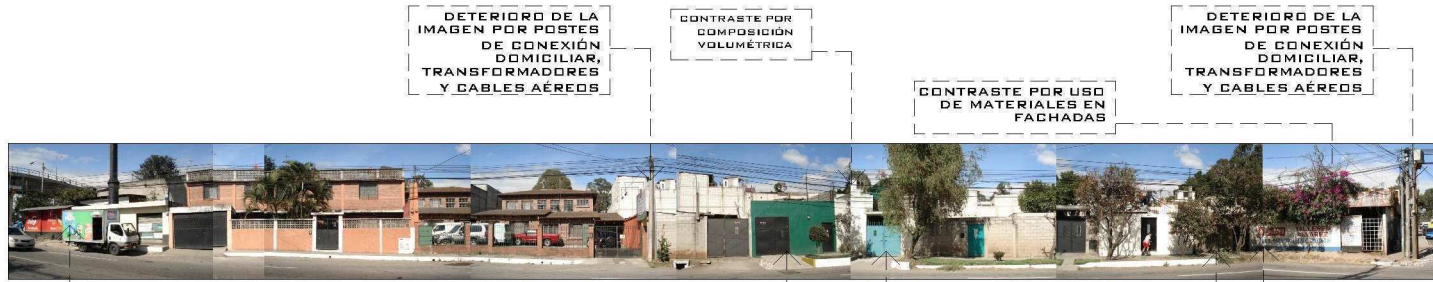 DETERIORO DE LA
IMAGEN POR POSTES
DE CONEXIÓN
DOMICILIAR,
TRANSFORMADORES
Y CABLES AÉREOS
CONTRASTE POR
COMPOSICIÓN
VOLUMÉTRICA
CONTRASTE POR USO
DE MATERIALES EN
FACHADAS
DETERIORO DE LA
IMAGEN POR POSTES
DE CONEXIÓN
DOMICILIAR,
TRANSFORMADORES
Y CABLES AÉREOS